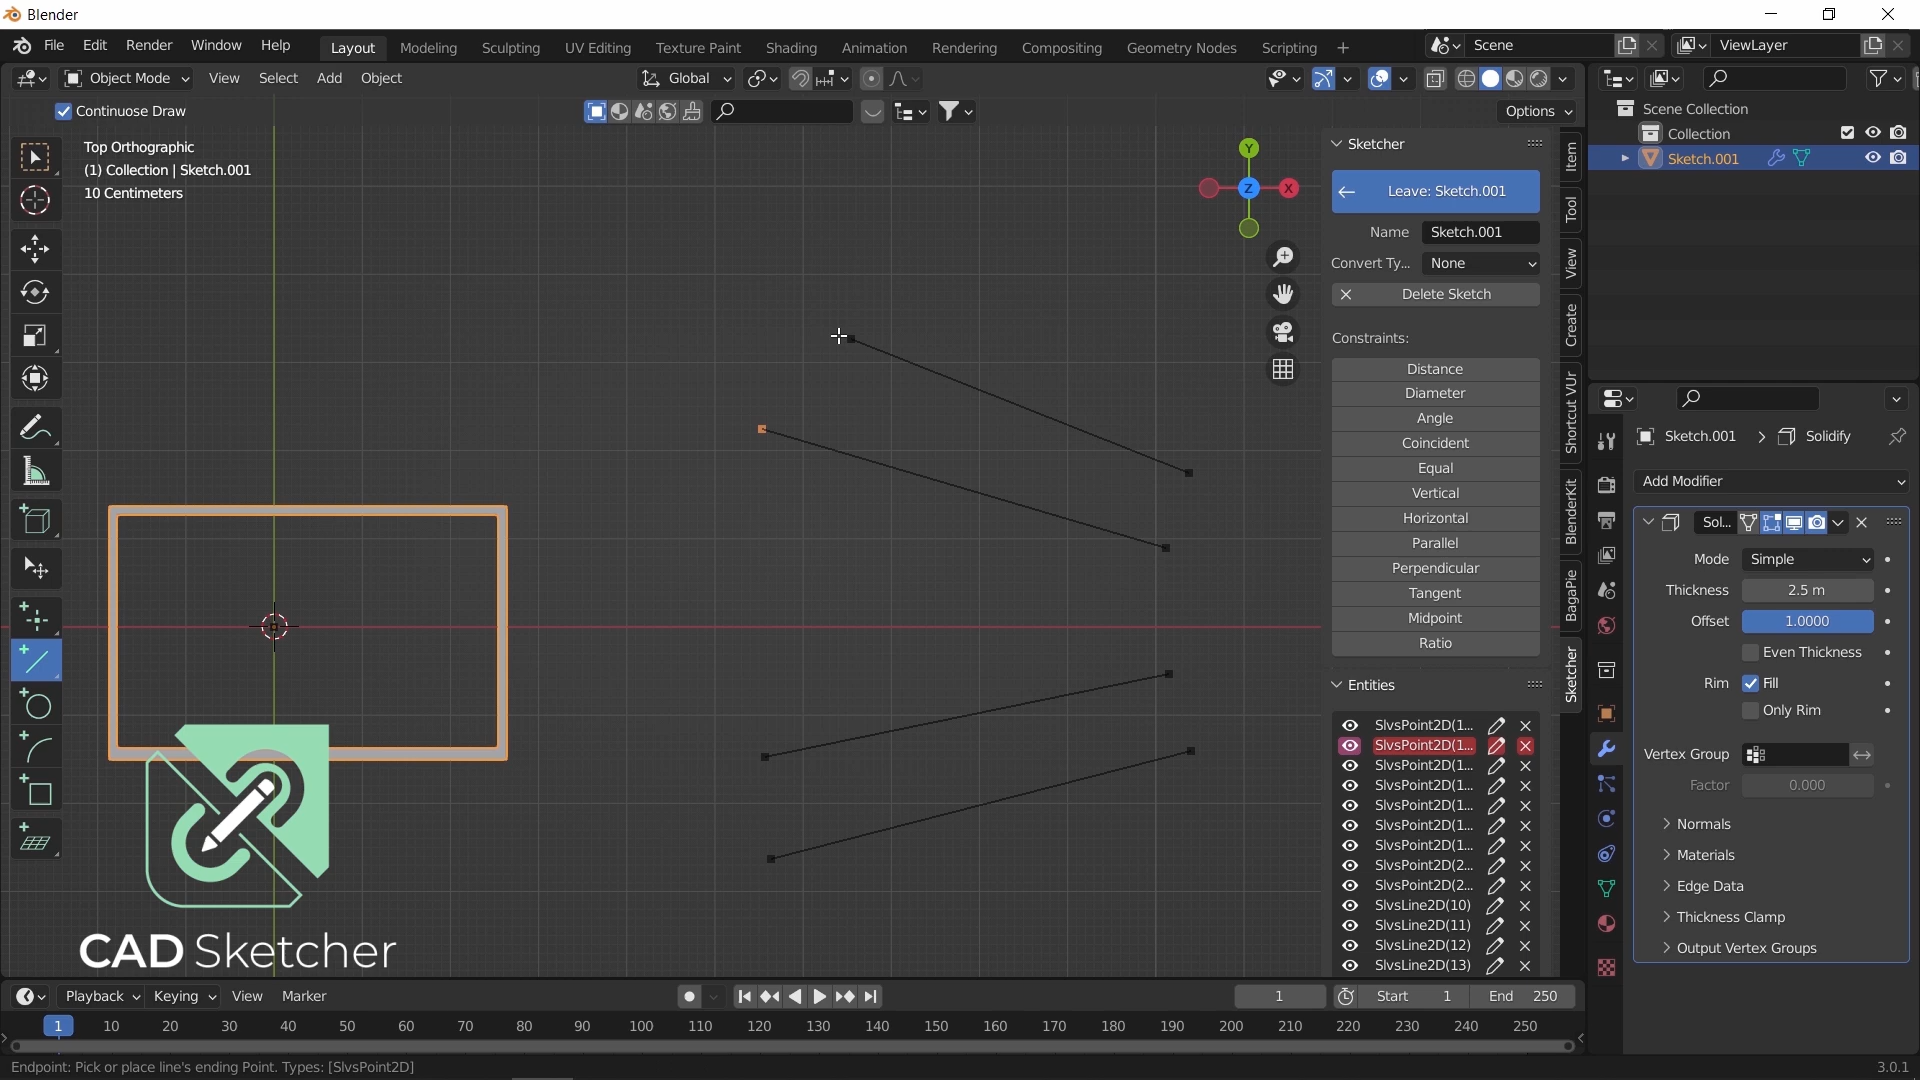 Blender
File Edit Render Window Help Layout Modeling Sculpting UV Editing Texture Paint Shading Animation Rendering Compositing Geometry Nodes Scripting + Scene ViewLayer
Object Mode View Select Add Object Global
Continuose Draw Options
Top Orthographic
(1) Collection | Sketch.001
10 Centimeters
Y
Z X
CAD Sketcher
Sketcher
Leave: Sketch.001
Name Sketch.001
Convert Ty... None
Delete Sketch
Constraints:
Distance
Diameter
Angle
Coincident
Equal
Vertical
Horizontal
Parallel
Perpendicular
Tangent
Midpoint
Ratio
Entities
SlvsPoint2D(1...
SlvsPoint2D(1...
SlvsPoint2D(1...
SlvsPoint2D(1...
SlvsPoint2D(1...
SlvsPoint2D(1...
SlvsPoint2D(1...
SlvsPoint2D(2...
SlvsPoint2D(2...
SlvsLine2D(10)
SlvsLine2D(11)
SlvsLine2D(12)
SlvsLine2D(13)
Item
Tool
View
Create
Shortcut VUr
BlenderKit
BagaPie
Sketcher
Scene Collection
Collection
Sketch.001
Sketch.001 Solidify
Add Modifier
Sol...
Mode Simple
Thickness 2.5 m
Offset 1.0000
Even Thickness
Rim Fill
Only Rim
Vertex Group
Factor 0.000
Normals
Materials
Edge Data
Thickness Clamp
Output Vertex Groups
Playback Keying View Marker 1 Start 1 End 250
1 10 20 30 40 50 60 70 80 90 100 110 120 130 140 150 160 170 180 190 200 210 220 230 240 250
Endpoint: Pick or place line's ending Point. Types: [SlvsPoint2D] 3.0.1